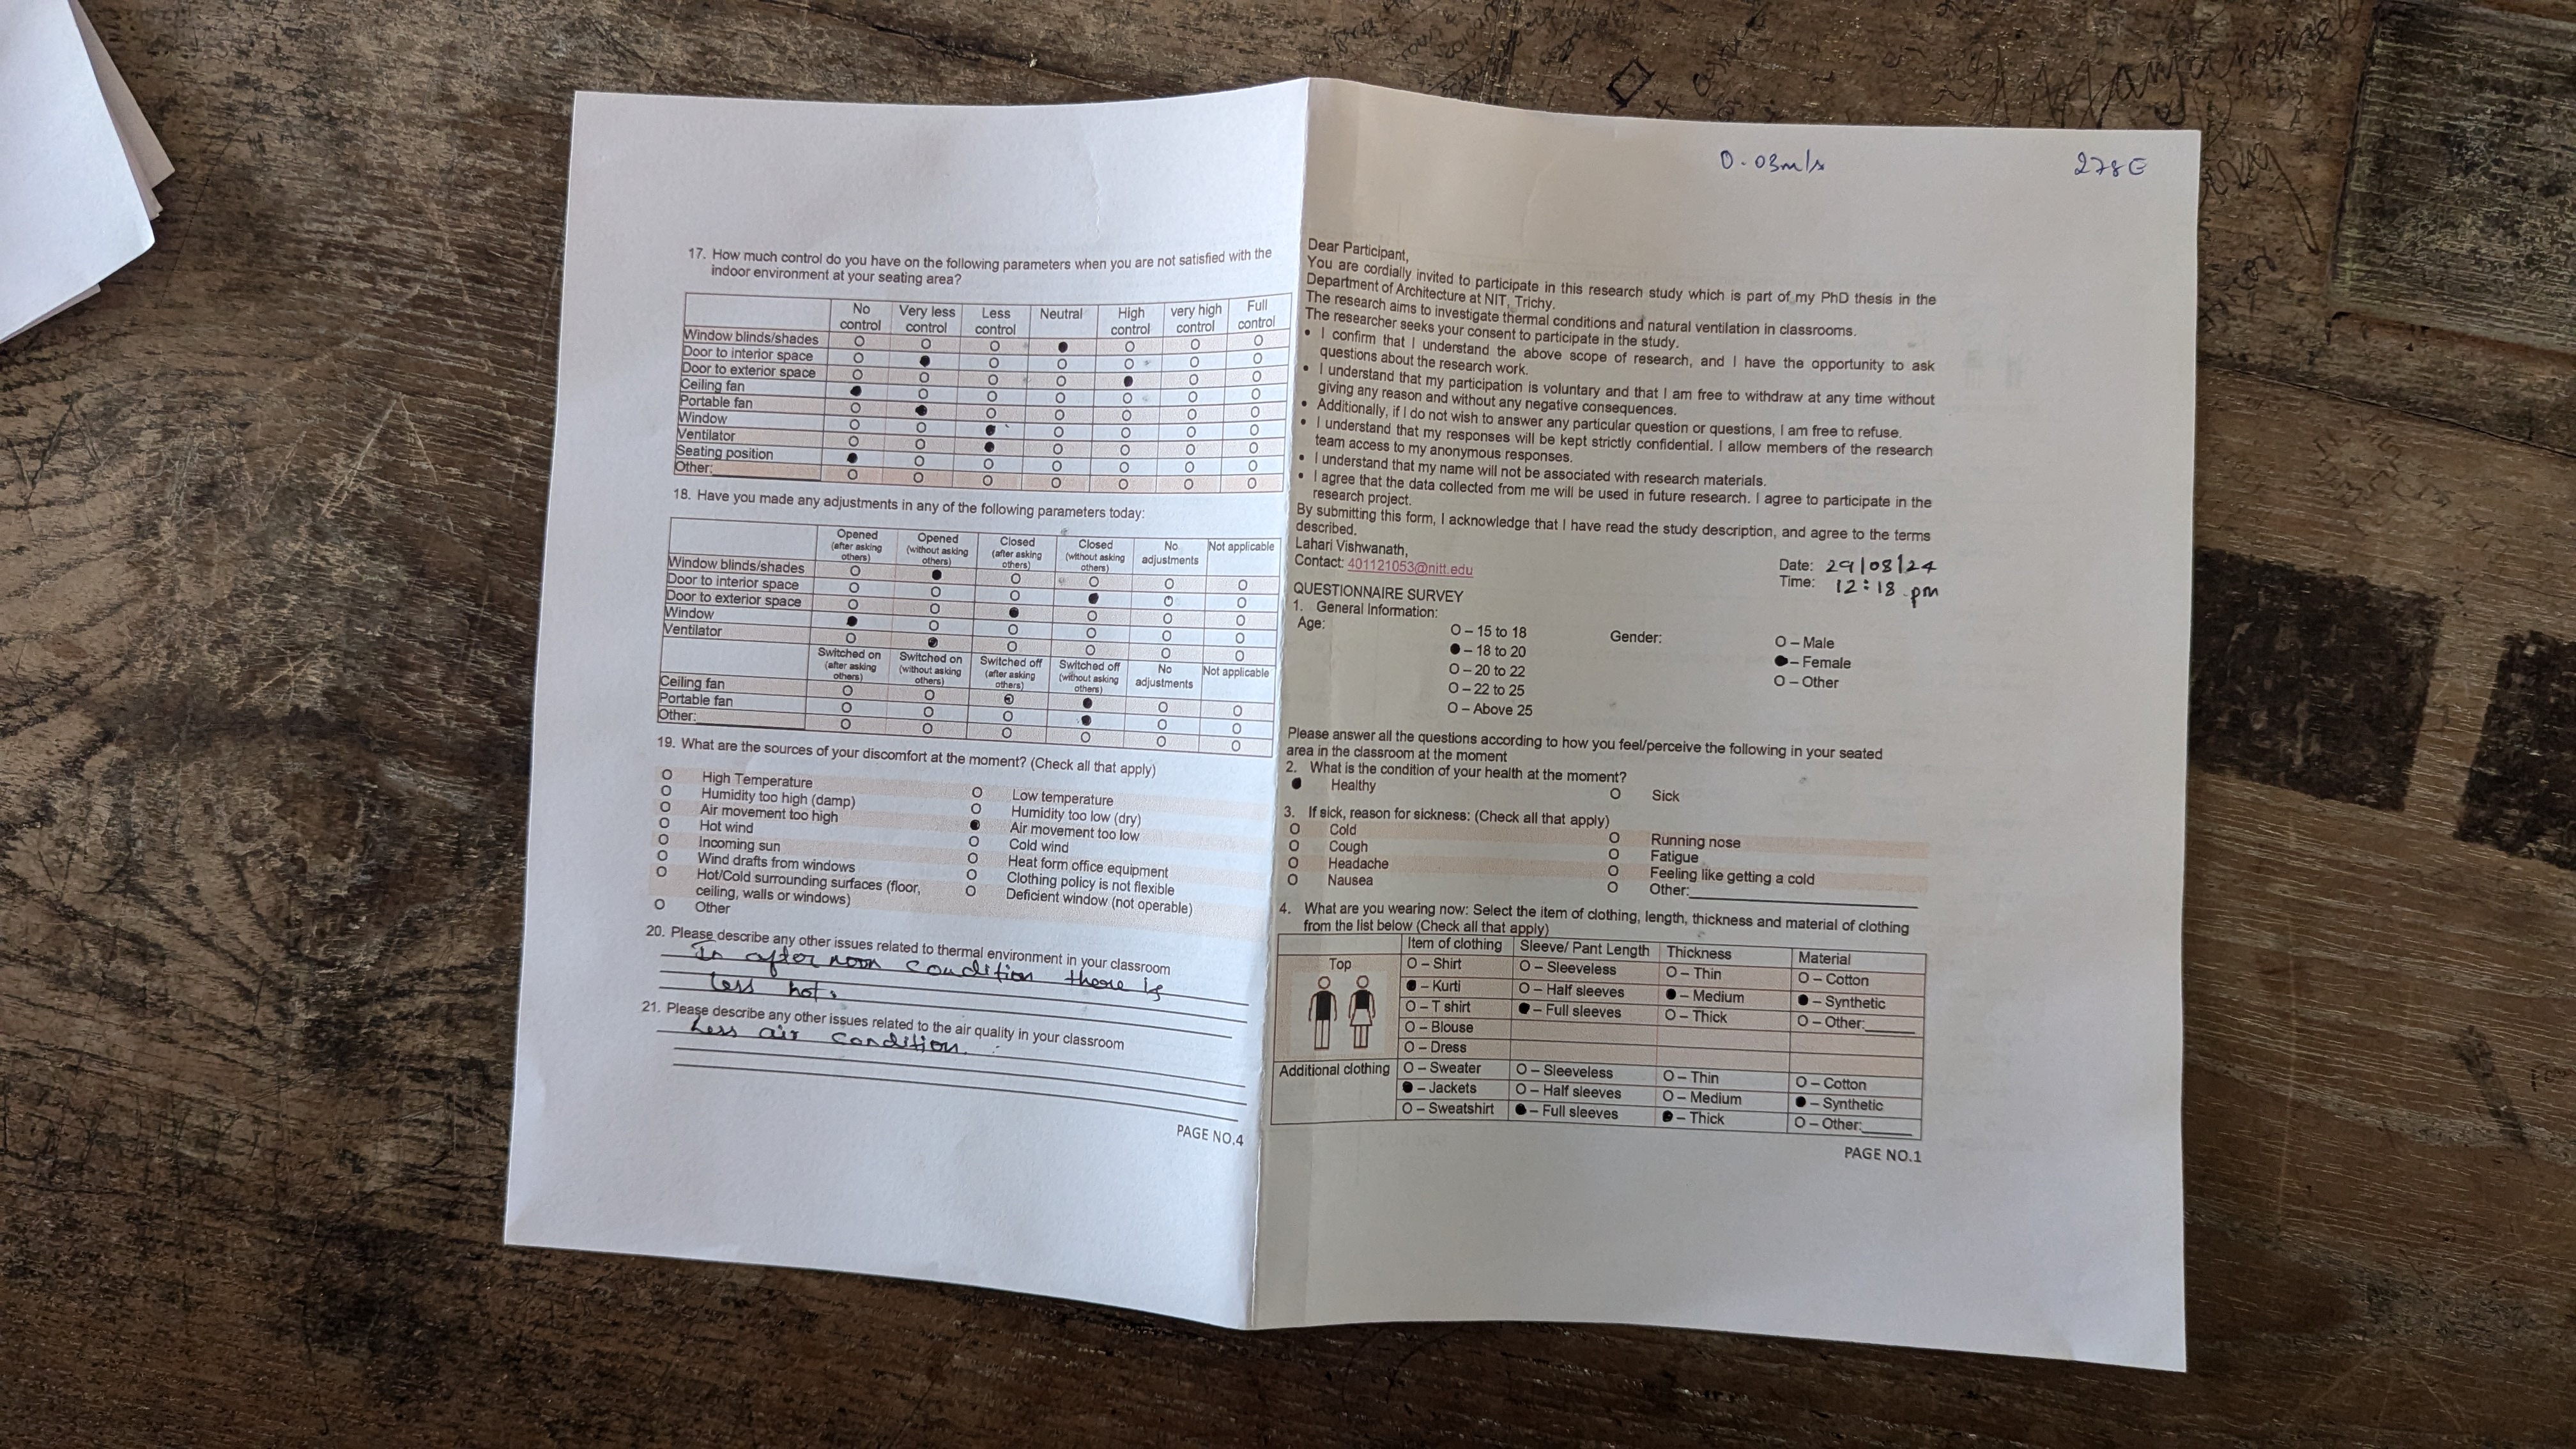 17. How much control do you have on the following parameters when you are not satisfied with the
indoor environment at your seating area?
No control Very less control Less control Neutral High control very high control Full control
Window blinds/shades O O O ● O O O
Door to interior space O ● O O O O O
Door to exterior space O O O O ● O O
Ceiling fan ● O O O O O O
Portable fan O ● O O O O O
Window O O ● O O O O
Ventilator O O ● O O O O
Seating position ● O O O O O O
Other:______ O O O O O O O
18. Have you made any adjustments in any of the following parameters today:
Opened (after asking others) Opened (without asking others) Closed (after asking others) Closed (without asking others) No adjustments Not applicable
Window blinds/shades O ● O O O O
Door to interior space O O O ● O O
Door to exterior space O O ● O O O
Window ● O O O O O
Ventilator O ● O O O O
Switched on (after asking others) Switched on (without asking others) Switched off (after asking others) Switched off (without asking others) No adjustments Not applicable
Ceiling fan O O O ● O O
Portable fan O O O ● O O
Other:______ O O O O O O
19. What are the sources of your discomfort at the moment? (Check all that apply)
O High Temperature O Low temperature
O Humidity too high (damp) O Humidity too low (dry)
O Air movement too high ● Air movement too low
O Hot wind O Cold wind
O Incoming sun O Heat form office equipment
O Wind drafts from windows O Clothing policy is not flexible
O Hot/Cold surrounding surfaces (floor, O Deficient window (not operable)
ceiling, walls or windows)
O Other
20. Please describe any other issues related to thermal environment in your classroom
In after noon condition there is
less hot.
21. Please describe any other issues related to the air quality in your classroom
Less air condition.
PAGE NO.4
0.03m/s 278E
Dear Participant,
You are cordially invited to participate in this research study which is part of my PhD thesis in the
Department of Architecture at NIT, Trichy.
The research aims to investigate thermal conditions and natural ventilation in classrooms.
The researcher seeks your consent to participate in the study.
• I confirm that I understand the above scope of research, and I have the opportunity to ask
questions about the research work.
• I understand that my participation is voluntary and that I am free to withdraw at any time without
giving any reason and without any negative consequences.
• Additionally, if I do not wish to answer any particular question or questions, I am free to refuse.
• I understand that my responses will be kept strictly confidential. I allow members of the research
team access to my anonymous responses.
• I understand that my name will not be associated with research materials.
• I agree that the data collected from me will be used in future research. I agree to participate in the
research project.
By submitting this form, I acknowledge that I have read the study description, and agree to the terms
described.
Lahari Vishwanath,
Contact: 401121053@nitt.edu
Date: 29/08/24
Time: 12:18 pm
QUESTIONNAIRE SURVEY
1. General Information:
Age: O – 15 to 18 Gender: O – Male
● – 18 to 20 ● – Female
O – 20 to 22 O – Other
O – 22 to 25
O – Above 25
Please answer all the questions according to how you feel/perceive the following in your seated
area in the classroom at the moment
2. What is the condition of your health at the moment?
● Healthy O Sick
3. If sick, reason for sickness: (Check all that apply)
O Cold O Running nose
O Cough O Fatigue
O Headache O Feeling like getting a cold
O Nausea O Other:______
4. What are you wearing now: Select the item of clothing, length, thickness and material of clothing
from the list below (Check all that apply)
Item of clothing Sleeve/ Pant Length Thickness Material
Top O – Shirt O – Sleeveless O – Thin O – Cotton
● – Kurti O – Half sleeves ● – Medium ● – Synthetic
O – T shirt ● – Full sleeves O – Thick O – Other:______
O – Blouse
O – Dress
Additional clothing O – Sweater O – Sleeveless O – Thin O – Cotton
● – Jackets O – Half sleeves O – Medium ● – Synthetic
O – Sweatshirt ● – Full sleeves ● – Thick O – Other:______
PAGE NO.1